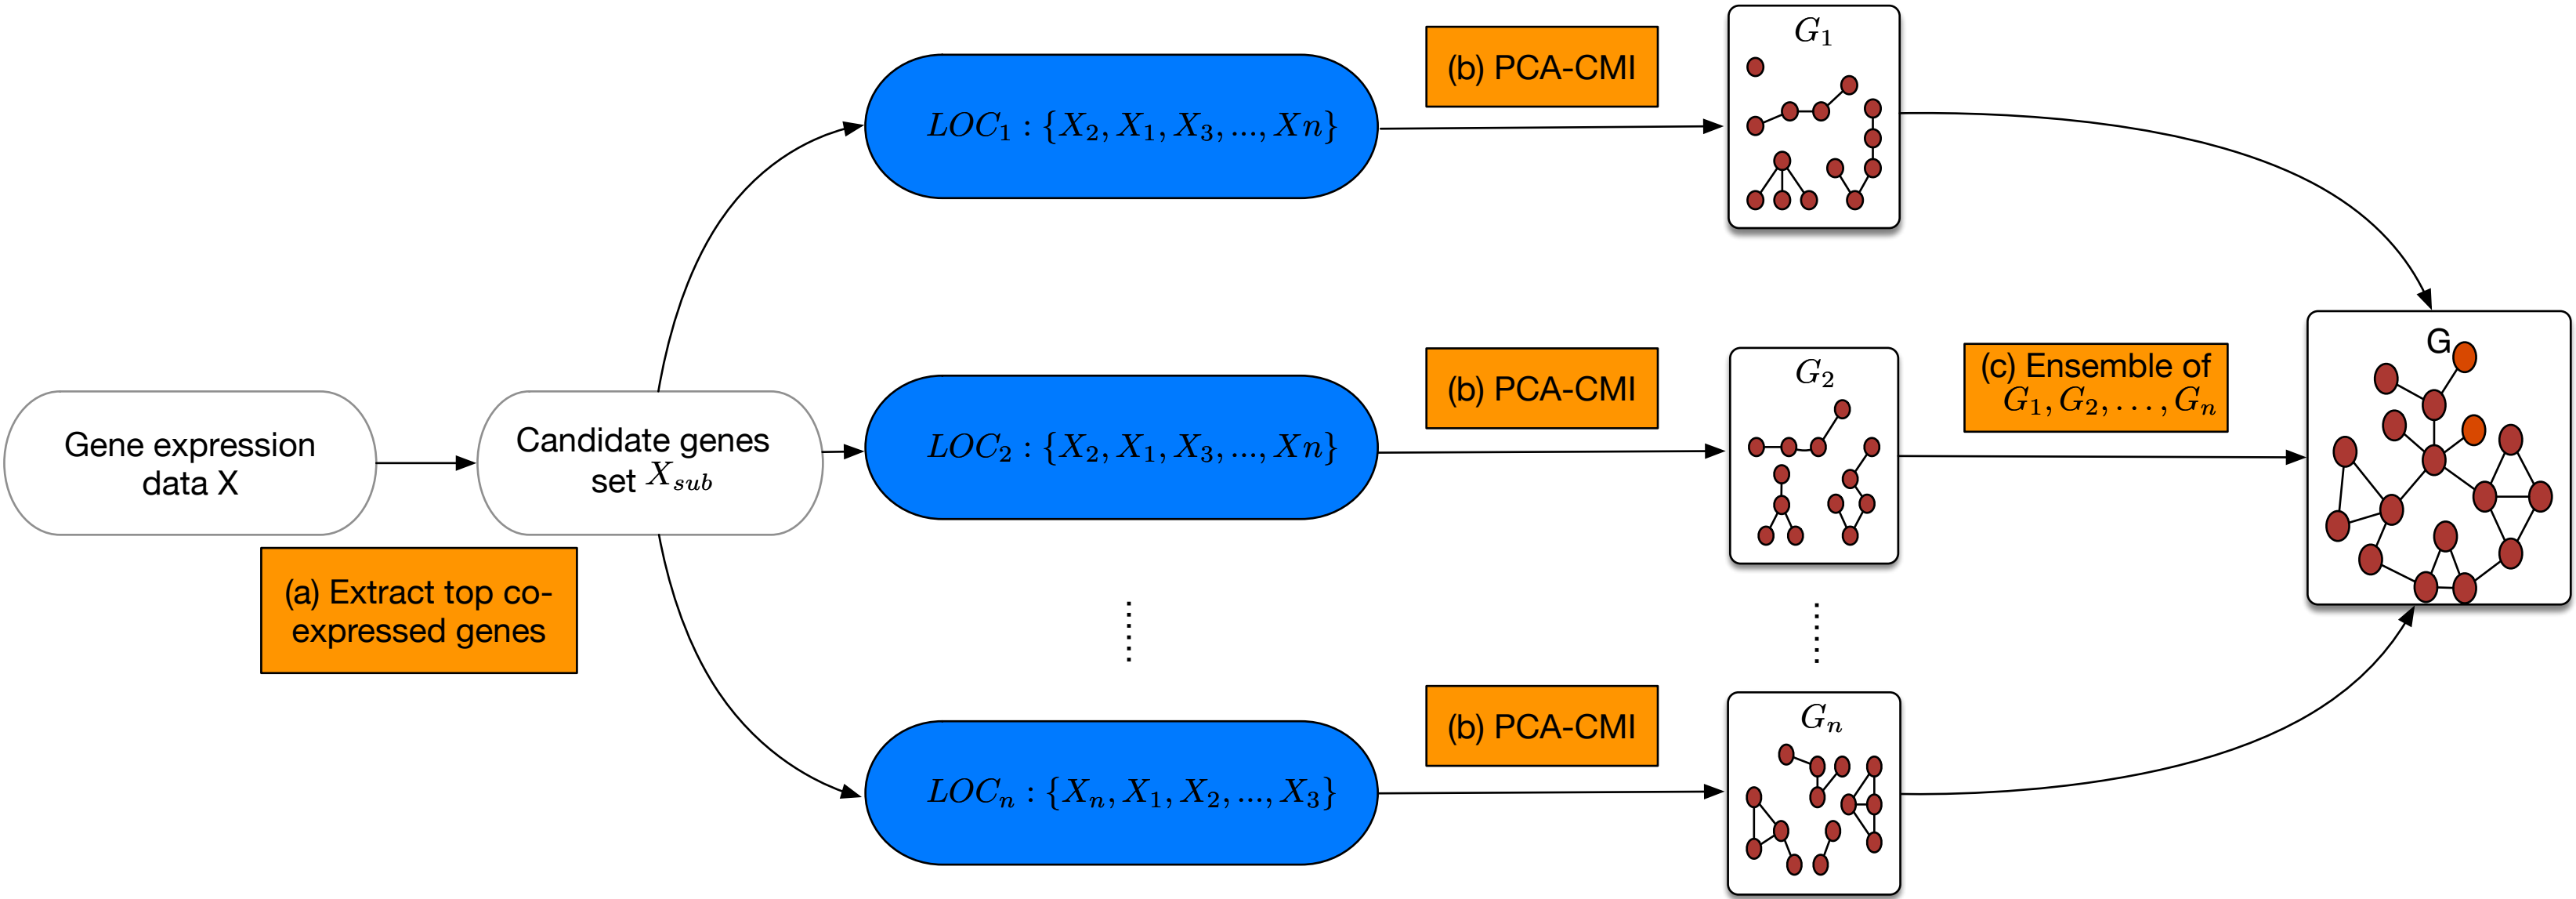 Gene expression
data X
(a) Extract top co-
expressed genes
Candidate genes
set X_{sub}
LOC_1 : {X_2, X_1, X_3, ..., Xn}
(b) PCA-CMI
G_1
LOC_2 : {X_2, X_1, X_3, ..., Xn}
(b) PCA-CMI
G_2
LOC_n : {X_n, X_1, X_2, ..., X_3}
(b) PCA-CMI
G_n
(c) Ensemble of
G_1, G_2, . . . , G_n
G